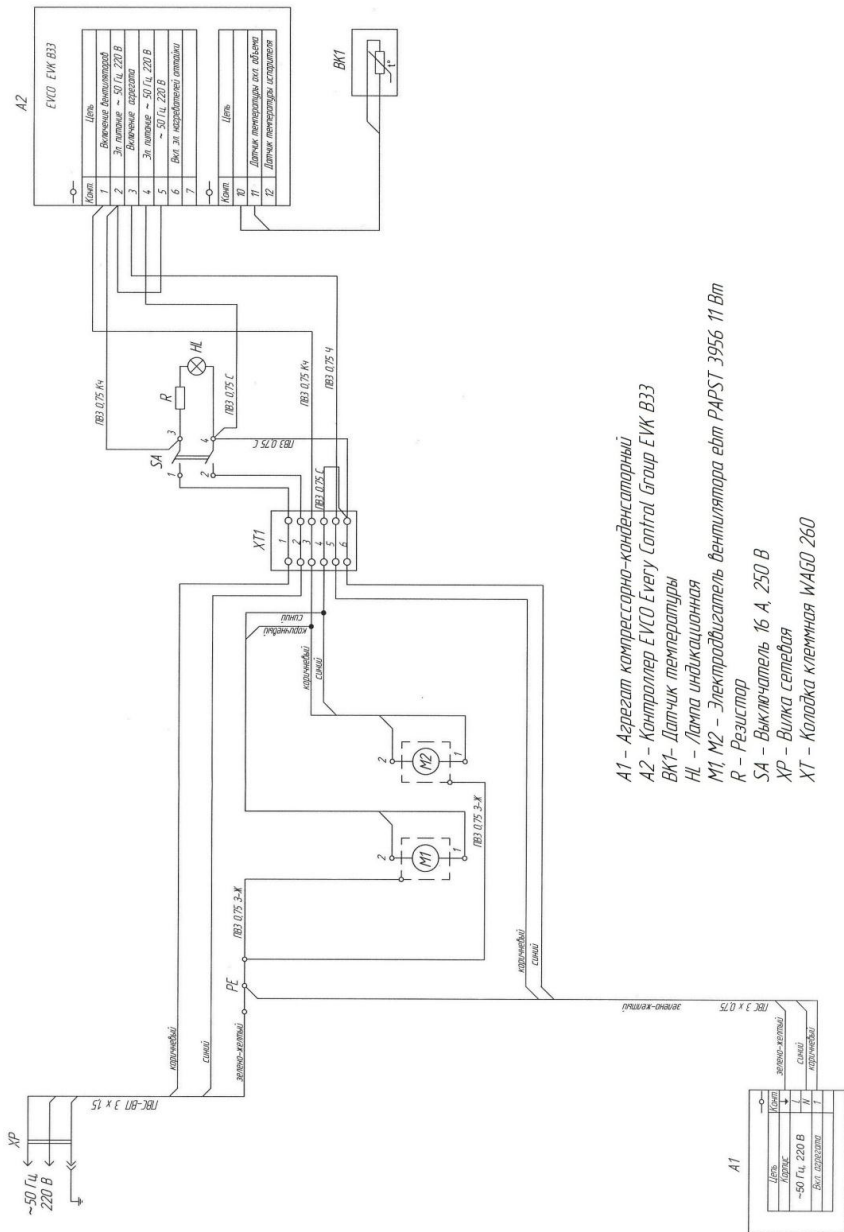 A2
EVCO EVK B33
Конт. Цепь
1 Включение вентиляторов
2 Эл. питание ~ 50 Гц, 220 В
3 Включение агрегата
4 Эл. питание ~ 50 Гц, 220 В
5 ~ 50 Гц, 220 В
6 Вкл. эл. нагревателей оттайки
7
Конт. Цепь
10
11 Датчик температуры охл. объема
12 Датчик температуры испарителя
BK1
t°
ПВ3 0,75 Кч
R
HL
SA
1
3
2
4
ПВ3 0,75 С
ПВ3 0,75 С
ПВ3 0,75 Кч
ПВ3 0,75 Ч
ПВ3 0,75 С
XT1
1
2
3
4
5
6
коричневый
синий
коричневый
синий
M2
2
1
M1
2
1
ПВ3 0,75 З-Ж
ПВ3 0,75 З-Ж
PE
коричневый
синий
зелено-желтый
ПВС-ВП 3 х 1,5
XP
~50 Гц
220 В
коричневый
синий
зелено-желтый
ПВС 3 х 0,75
зелено-желтый
синий
коричневый
A1
Цепь Конт.
Корпус
~50 Гц, 220 В L
N
Вкл. агрегата 1
A1 - Агрегат компрессорно-конденсаторный
A2 - Контроллер EVCO Every Control Group EVK B33
BK1- Датчик температуры
HL - Лампа индикационная
M1, M2 - Электродвигатель вентилятора ebm PAPST 3956 11 Вт
R - Резистор
SA - Выключатель 16 А, 250 В
XP - Вилка сетевая
XT - Колодка клеммная WAGO 260